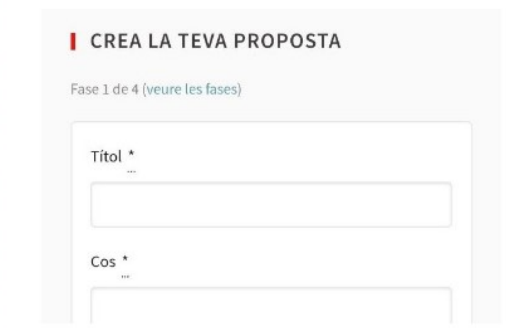 CREA LA TEVA PROPOSTA
Fase 1 de 4 (veure les fases)
Títol *
Cos *